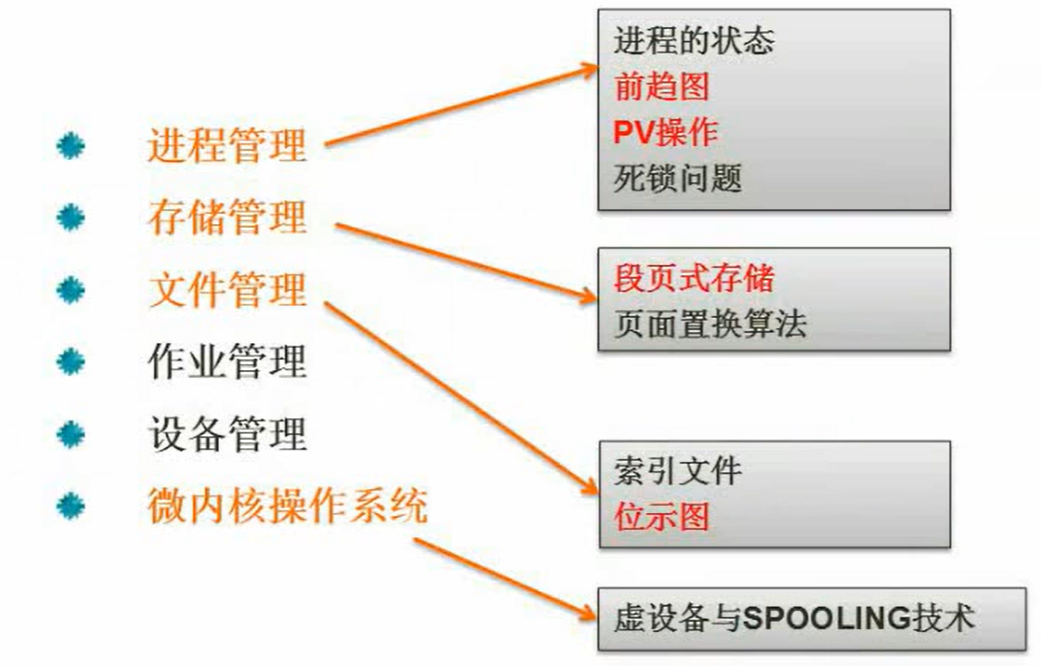 进程管理
存储管理
文件管理
作业管理
设备管理
微内核操作系统
进程的状态
前趋图
PV操作
死锁问题
段页式存储
页面置换算法
索引文件
位示图
虚设备与SPOOLING技术